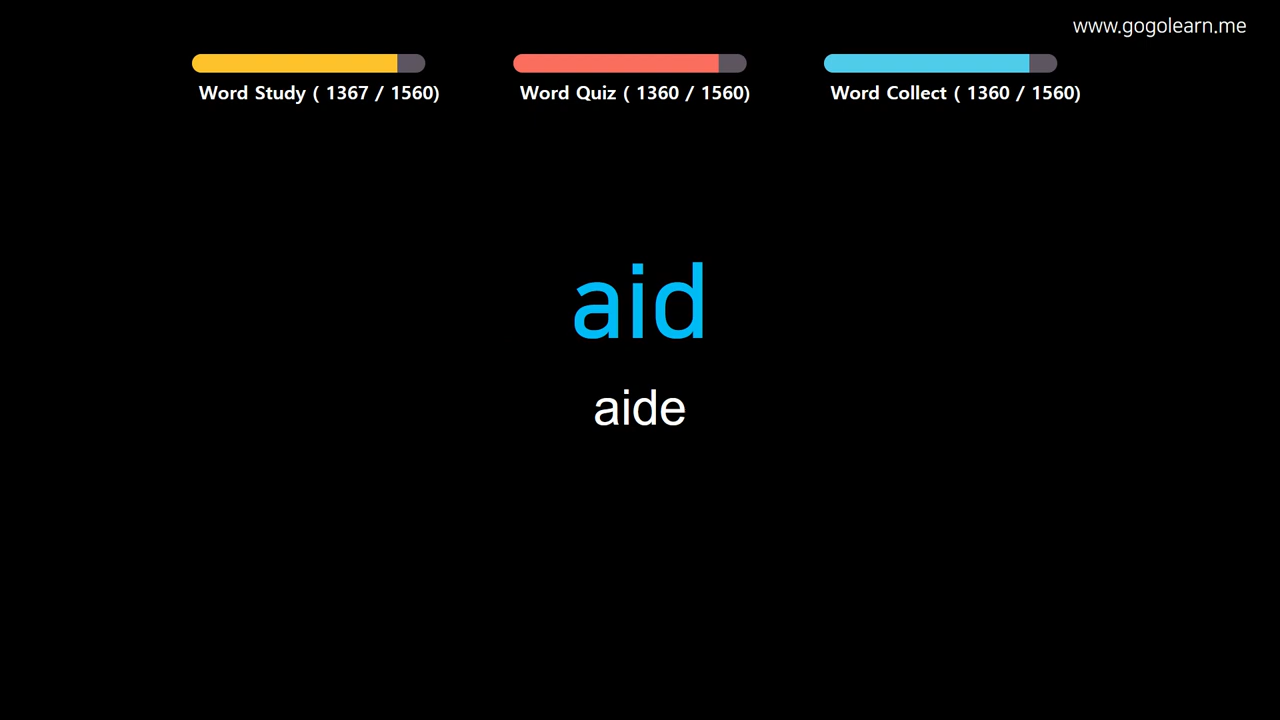 www.gogolearn.me
Word Study ( 1367 / 1560)
Word Quiz ( 1360 / 1560)
Word Collect ( 1360 / 1560)
aid
aide